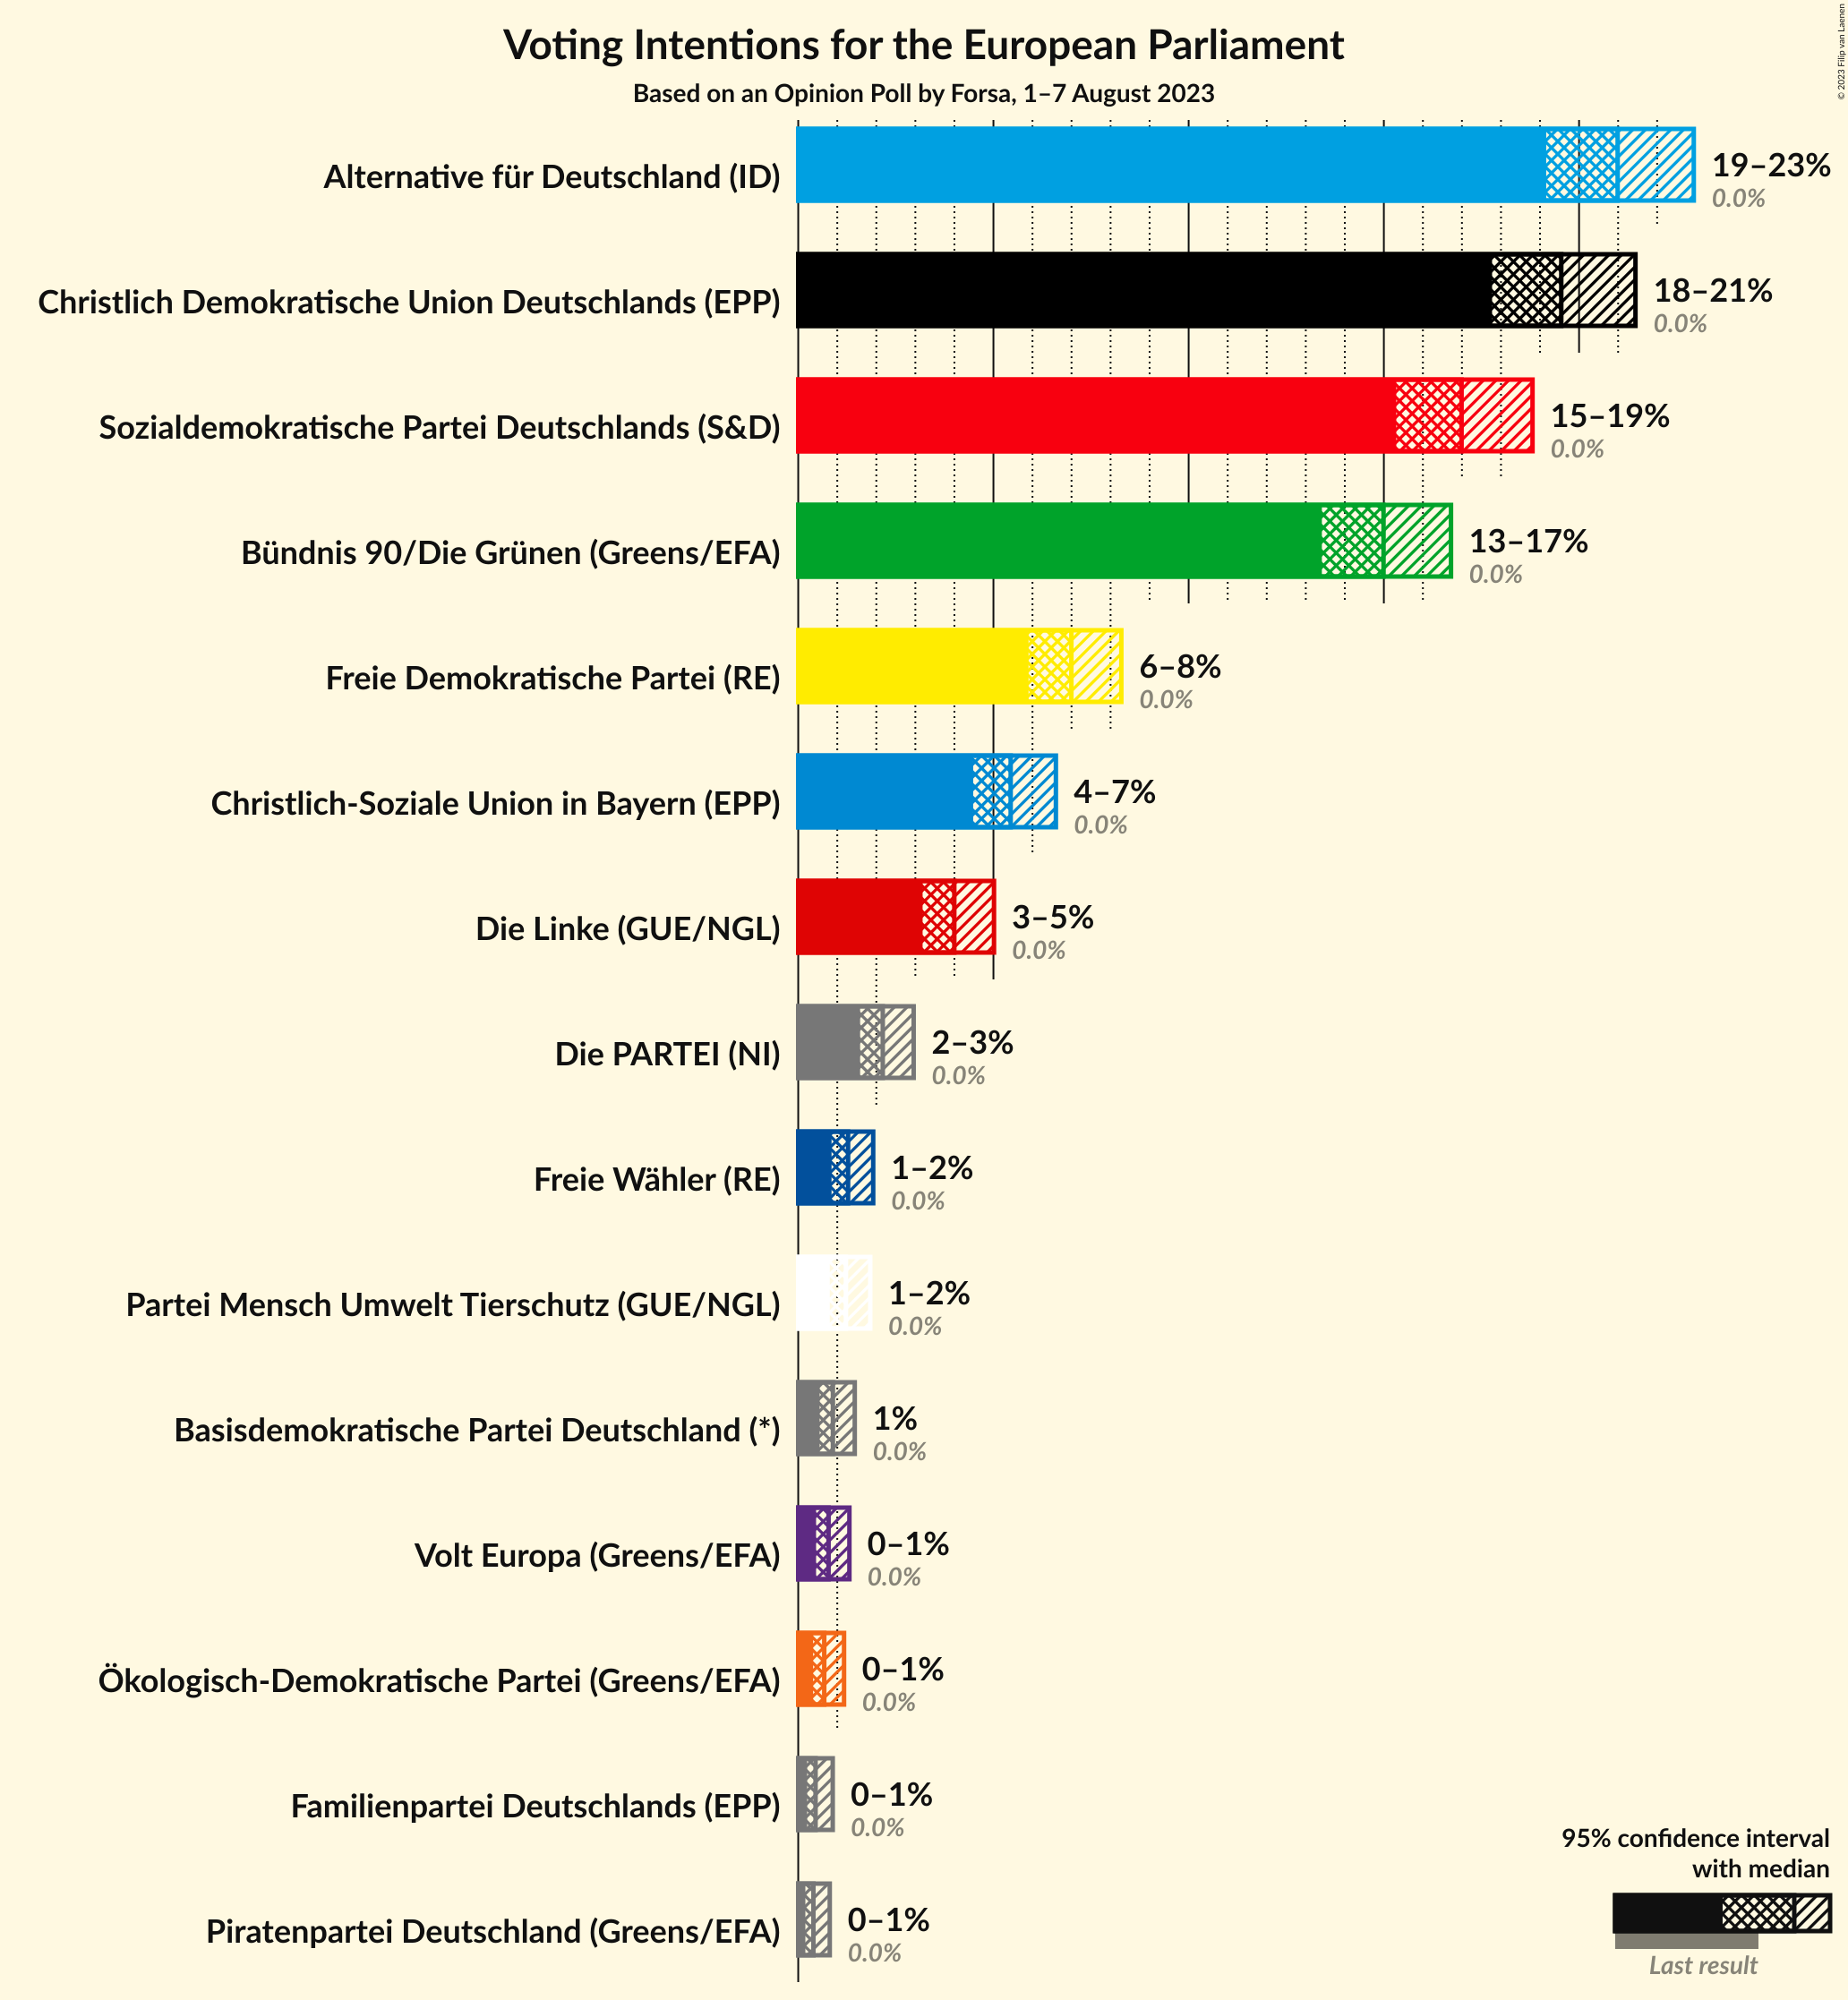 Voting Intentions for the European Parliament
Based on an Opinion Poll by Forsa, 1–7 August 2023
© 2023 Filip van Laenen
Alternative für Deutschland (ID)
19–23%
0.0%
Christlich Demokratische Union Deutschlands (EPP)
18–21%
0.0%
Sozialdemokratische Partei Deutschlands (S&D)
15–19%
0.0%
Bündnis 90/Die Grünen (Greens/EFA)
13–17%
0.0%
Freie Demokratische Partei (RE)
6–8%
0.0%
Christlich-Soziale Union in Bayern (EPP)
4–7%
0.0%
Die Linke (GUE/NGL)
3–5%
0.0%
Die PARTEI (NI)
2–3%
0.0%
Freie Wähler (RE)
1–2%
0.0%
Partei Mensch Umwelt Tierschutz (GUE/NGL)
1–2%
0.0%
Basisdemokratische Partei Deutschland (*)
1%
0.0%
Volt Europa (Greens/EFA)
0–1%
0.0%
Ökologisch-Demokratische Partei (Greens/EFA)
0–1%
0.0%
Familienpartei Deutschlands (EPP)
0–1%
0.0%
Piratenpartei Deutschland (Greens/EFA)
0–1%
0.0%
95% confidence interval
with median
Last result